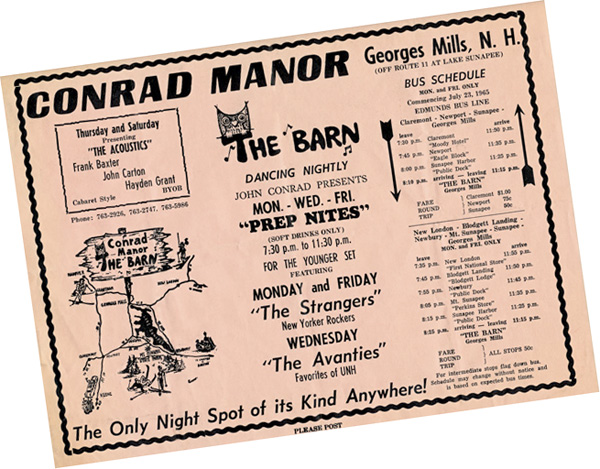 CONRAD MANOR
Georges Mills, N. H.
(OFF ROUTE 11 AT LAKE SUNAPEE)
Thursday and Saturday
Presenting
"THE ACOUSTICS"
Frank Baxter
John Carton
Hayden Grant
Cabaret Style BYOB
Phone: 763-2926, 763-2747, 763-5986
Conrad
Manor
THE BARN
THE BARN
DANCING NIGHTLY
JOHN CONRAD PRESENTS
MON. - WED. - FRI.
"PREP NITES"
(SOFT DRINKS ONLY)
7:30 p.m. to 11:30 p.m.
FOR THE YOUNGER SET
FEATURING
MONDAY and FRIDAY
"The Strangers"
New Yorker Rockers
WEDNESDAY
"The Avanties"
Favorites of UNH
BUS SCHEDULE
MON. and FRI. ONLY
Commencing July 23, 1965
EDMUNDS BUS LINE
Claremont - Newport - Sunapee -
Georges Mills
leave arrive
7:30 p.m. Claremont 11:50 p.m.
"Moody Hotel"
7:45 p.m. Newport 11:35 p.m.
"Eagle Block"
8:00 p.m. Sunapee Harbor 11:25 p.m.
"Public Dock"
8:10 p.m. arriving — leaving 11:15 p.m.
"THE BARN"
Georges Mills
FARE Claremont $1.00
ROUND Newport 75c
TRIP Sunapee 50c
New London - Blodgett Landing -
Newbury - Mt. Sunapee - Sunapee -
Georges Mills
MON. and FRI. ONLY
leave arrive
7:35 p.m. New London
"First National Store"
7:45 p.m. Blodgett Landing
"Blodgett Lodge"
7:55 p.m. Newbury
"Public Dock"
8:05 p.m. Mt. Sunapee
"Perkins Store"
8:15 p.m. Sunapee Harbor
"Public Dock"
8:25 p.m. arriving — leaving 11:15 p.m.
"THE BARN"
Georges Mills
FARE
ROUND ALL STOPS 50c
TRIP
For intermediate stops flag down bus.
Schedule may change without notice and
is based on expected bus times.
The Only Night Spot of its Kind Anywhere!
PLEASE POST